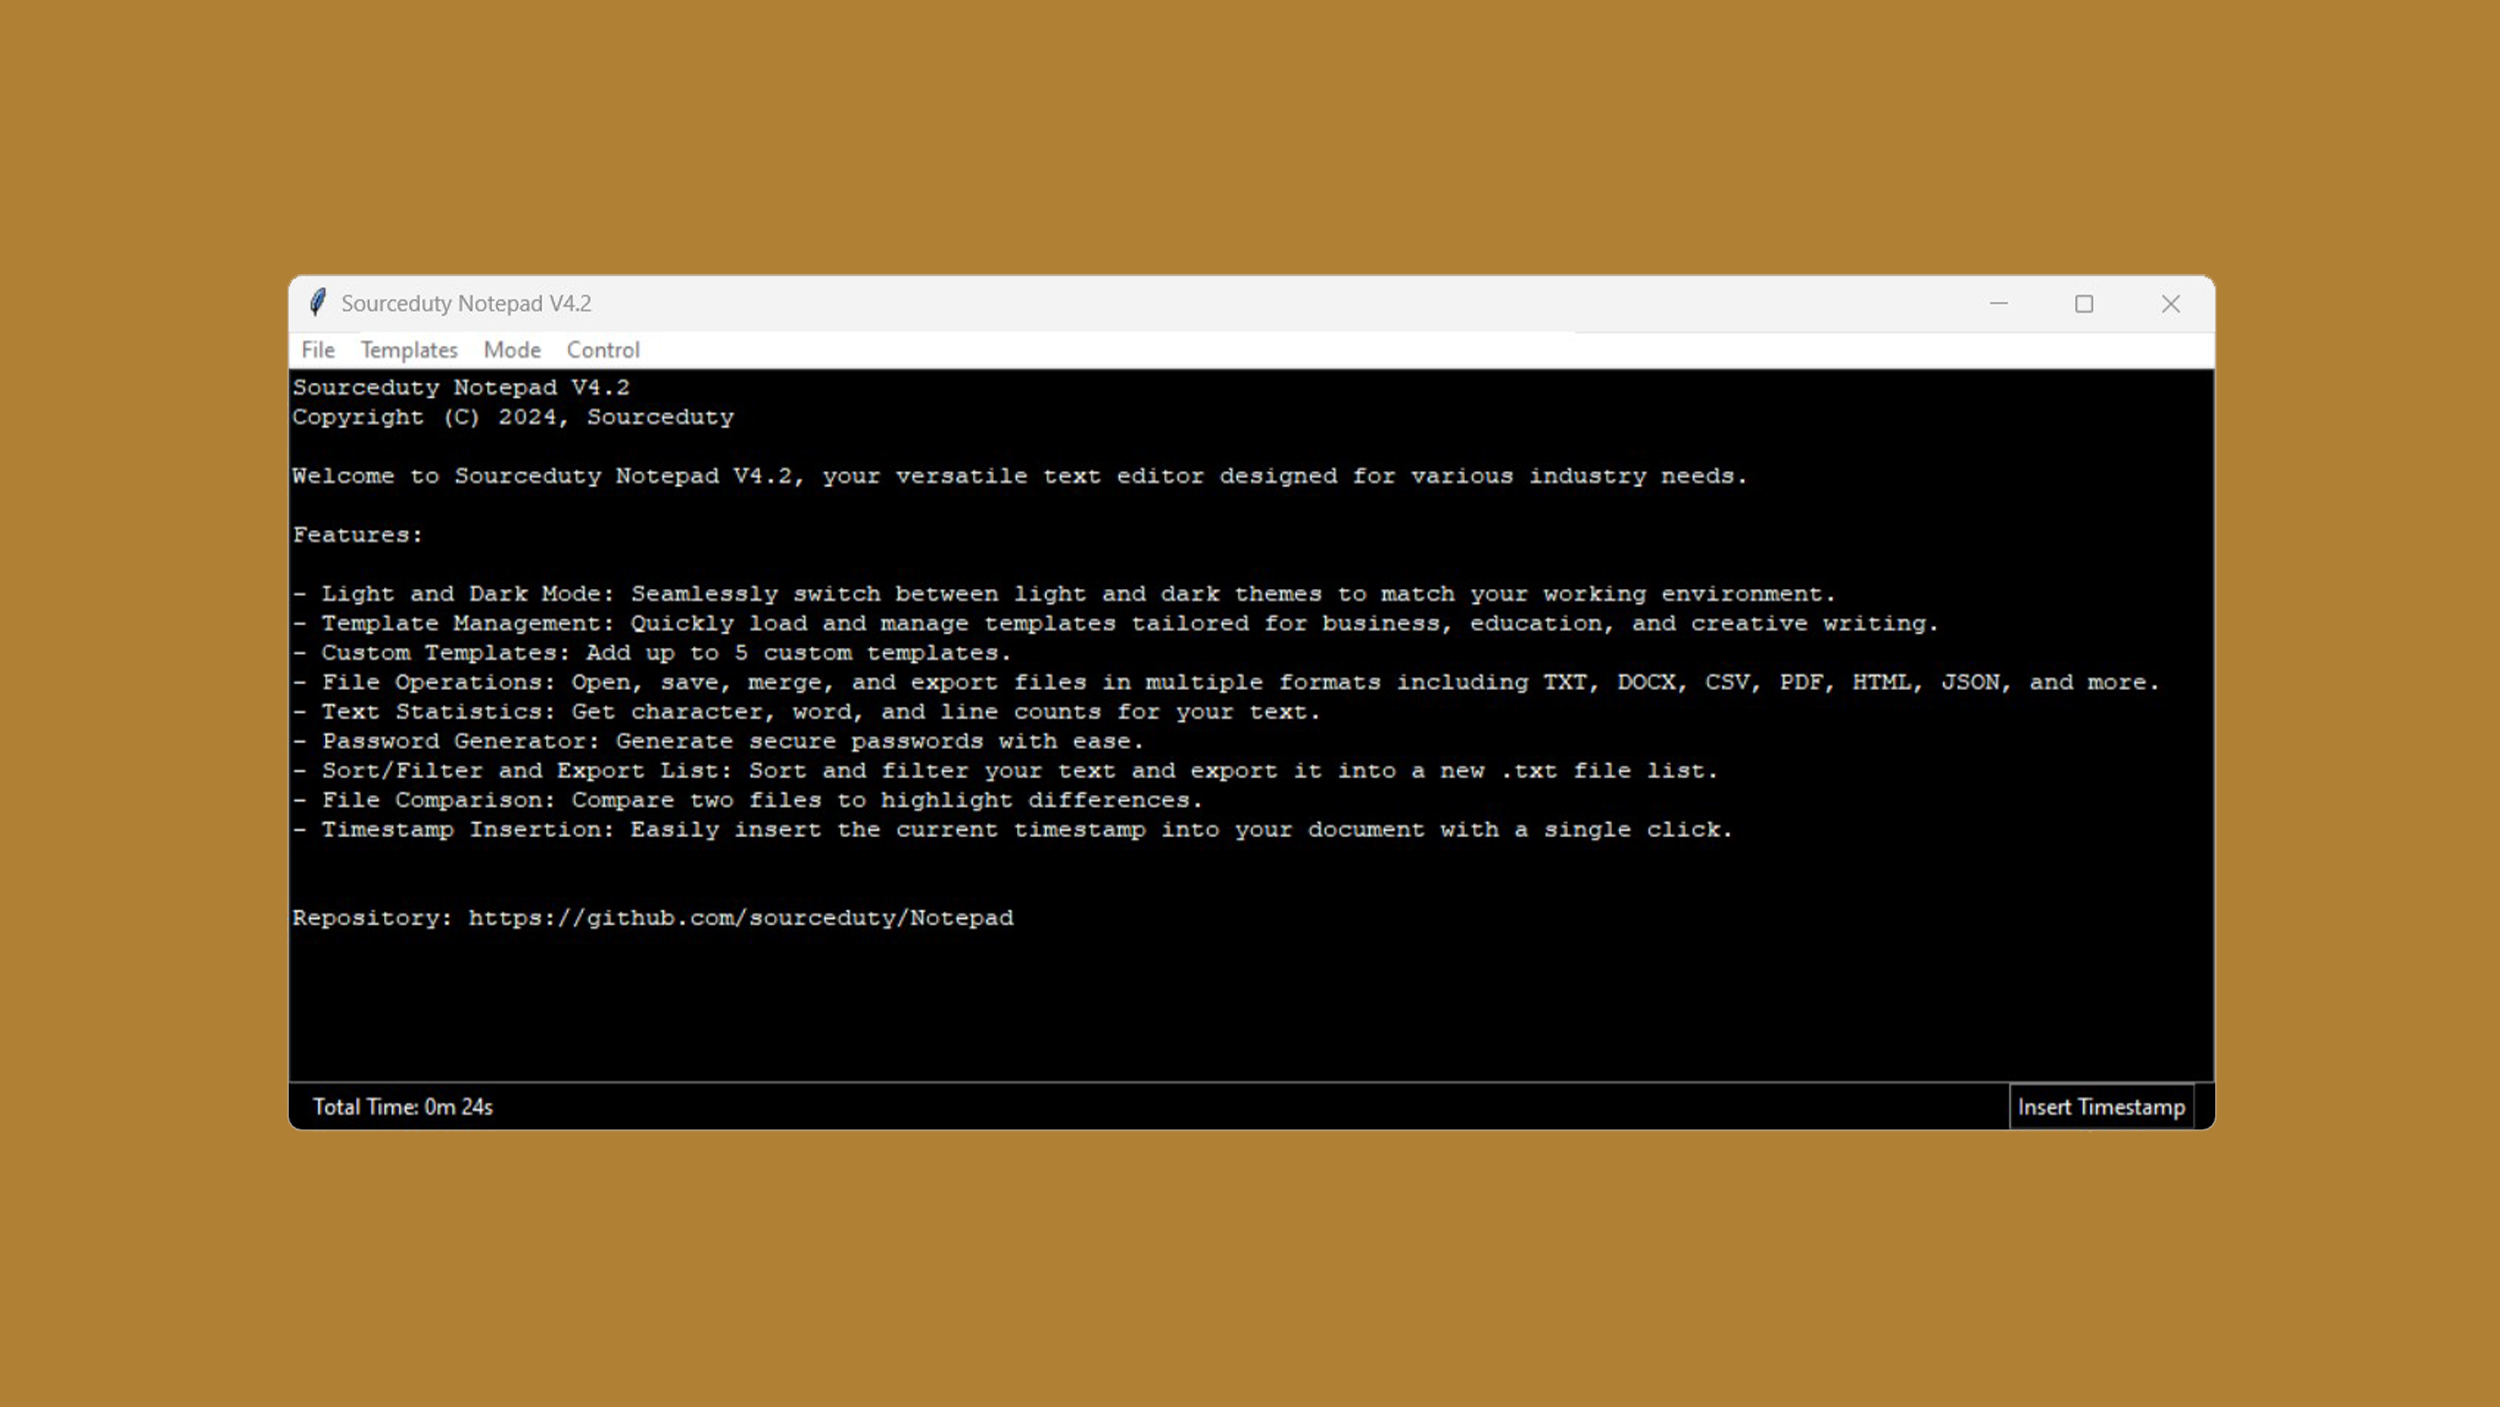 Sourceduty Notepad V4.2
File Templates Mode Control
Sourceduty Notepad V4.2
Copyright (C) 2024, Sourceduty
Welcome to Sourceduty Notepad V4.2, your versatile text editor designed for various industry needs.
Features:
- Light and Dark Mode: Seamlessly switch between light and dark themes to match your working environment.
- Template Management: Quickly load and manage templates tailored for business, education, and creative writing.
- Custom Templates: Add up to 5 custom templates.
- File Operations: Open, save, merge, and export files in multiple formats including TXT, DOCX, CSV, PDF, HTML, JSON, and more.
- Text Statistics: Get character, word, and line counts for your text.
- Password Generator: Generate secure passwords with ease.
- Sort/Filter and Export List: Sort and filter your text and export it into a new .txt file list.
- File Comparison: Compare two files to highlight differences.
- Timestamp Insertion: Easily insert the current timestamp into your document with a single click.
Repository: https://github.com/sourceduty/Notepad
Total Time: 0m 24s Insert Timestamp